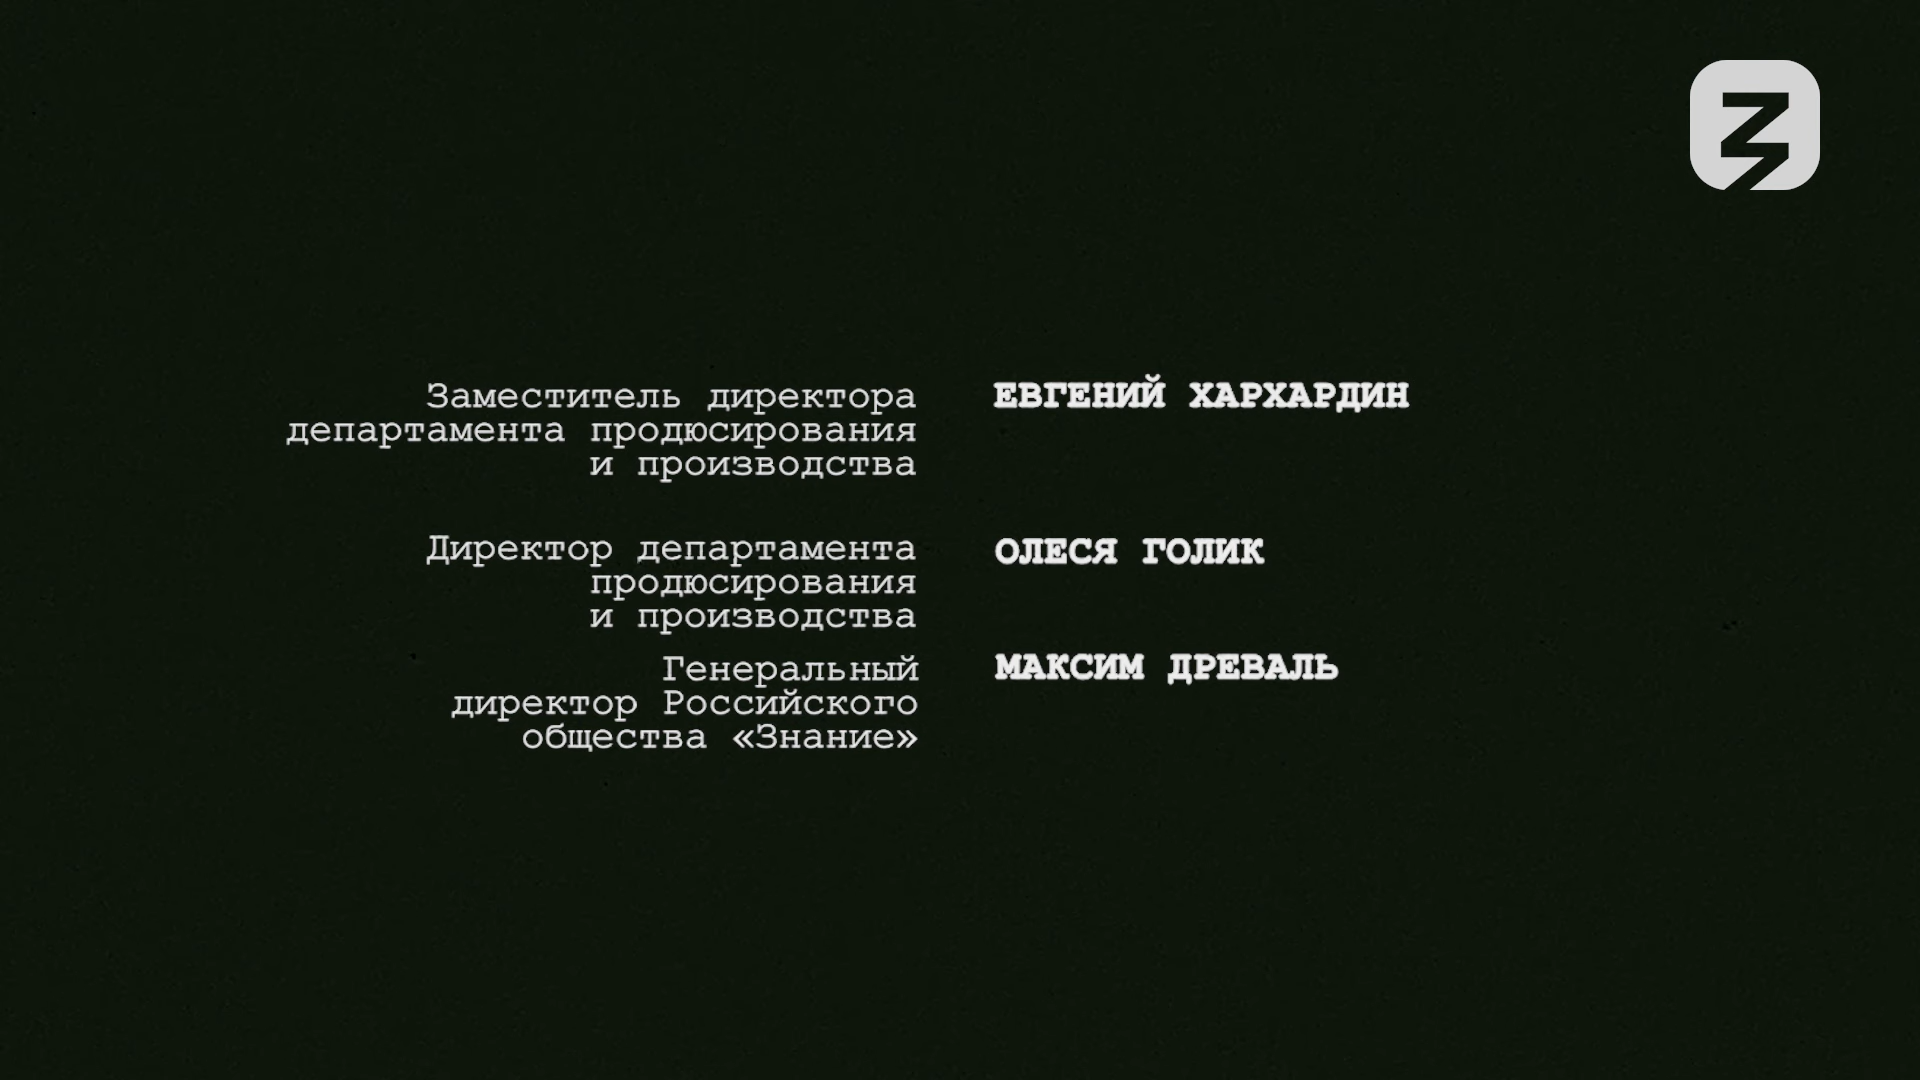 Заместитель директора
департамента продюсирования
и производства
ЕВГЕНИЙ ХАРХАРДИН
Директор департамента
продюсирования
и производства
ОЛЕСЯ ГОЛИК
Генеральный
директор Российского
общества «Знание»
МАКСИМ ДРЕВАЛЬ